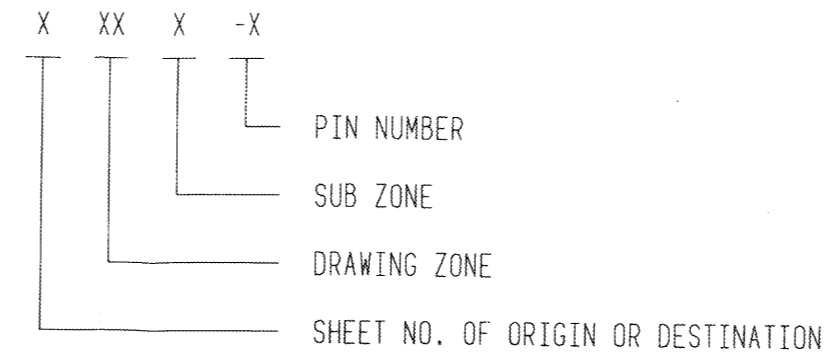 X XX X -X
PIN NUMBER
SUB ZONE
DRAWING ZONE
SHEET NO. OF ORIGIN OR DESTINATION